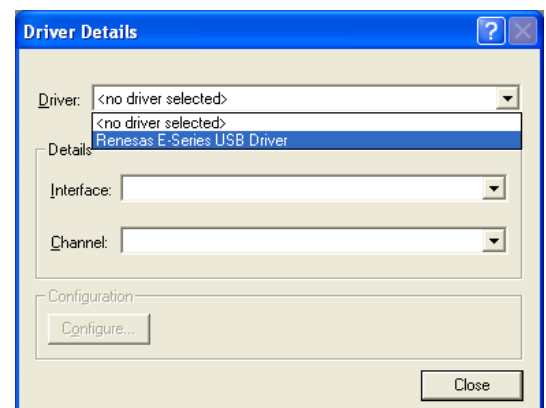 Driver Details
Driver: <no driver selected>
<no driver selected>
Renesas E-Series USB Driver
Details
Interface:
Channel:
Configuration
Configure...
Close